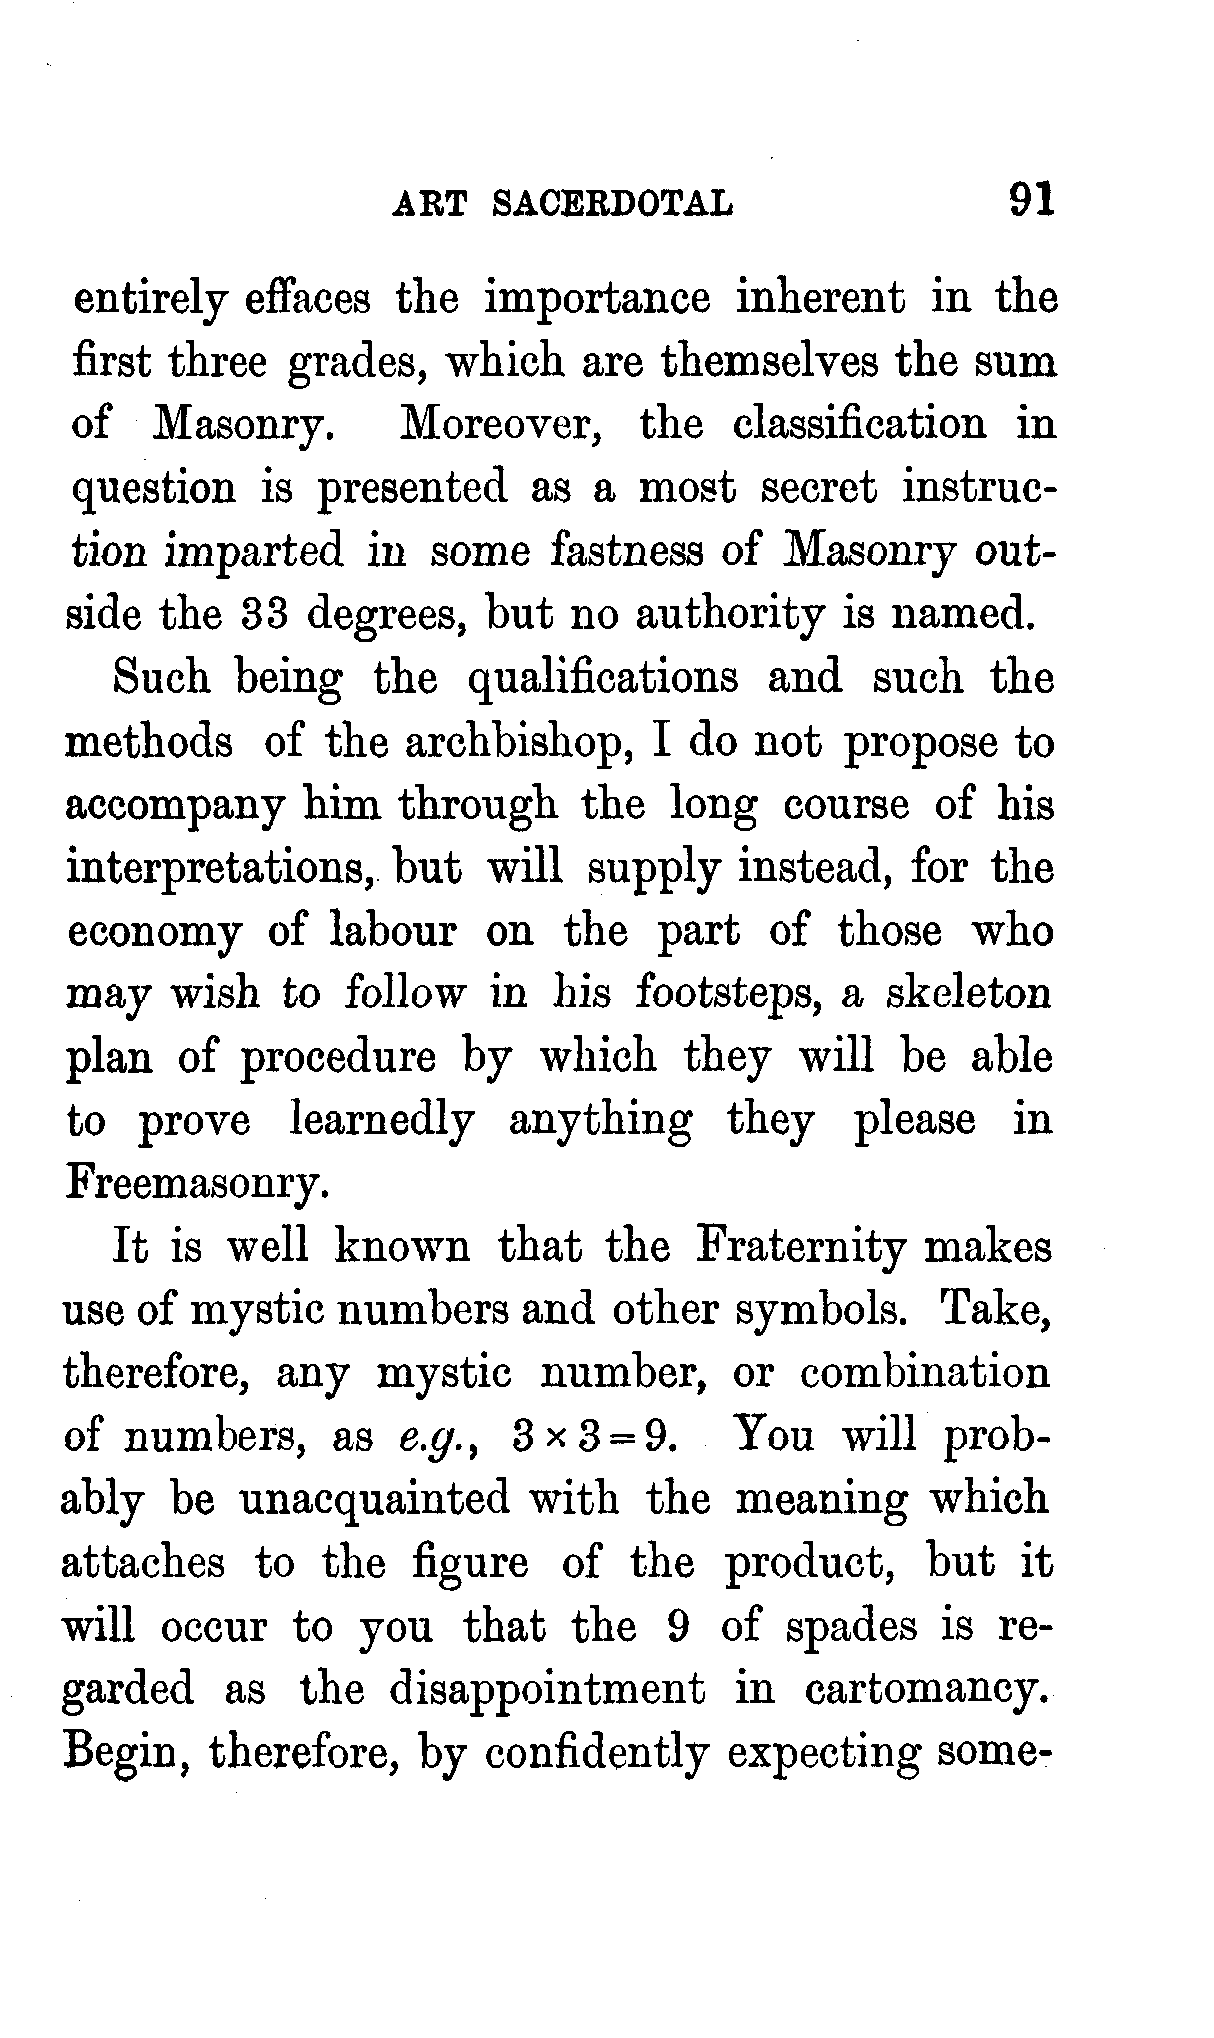 ART SACERDOTAL 91
entirely effaces the importance inherent in the
first three grades, which are themselves the sum
of Masonry. Moreover, the classification in
question is presented as a most secret instruc-
tion imparted in some fastness of Masonry out-
side the 33 degrees, but no authority is named.
Such being the qualifications and such the
methods of the archbishop, I do not propose to
accompany him through the long course of his
interpretations, but will supply instead, for the
economy of labour on the part of those who
may wish to follow in his footsteps, a skeleton
plan of procedure by which they will be able
to prove learnedly anything they please in
Freemasonry.
It is well known that the Fraternity makes
use of mystic numbers and other symbols. Take,
therefore, any mystic number, or combination
of numbers, as e.g., 3 × 3 = 9. You will prob-
ably be unacquainted with the meaning which
attaches to the figure of the product, but it
will occur to you that the 9 of spades is re-
garded as the disappointment in cartomancy.
Begin, therefore, by confidently expecting some-